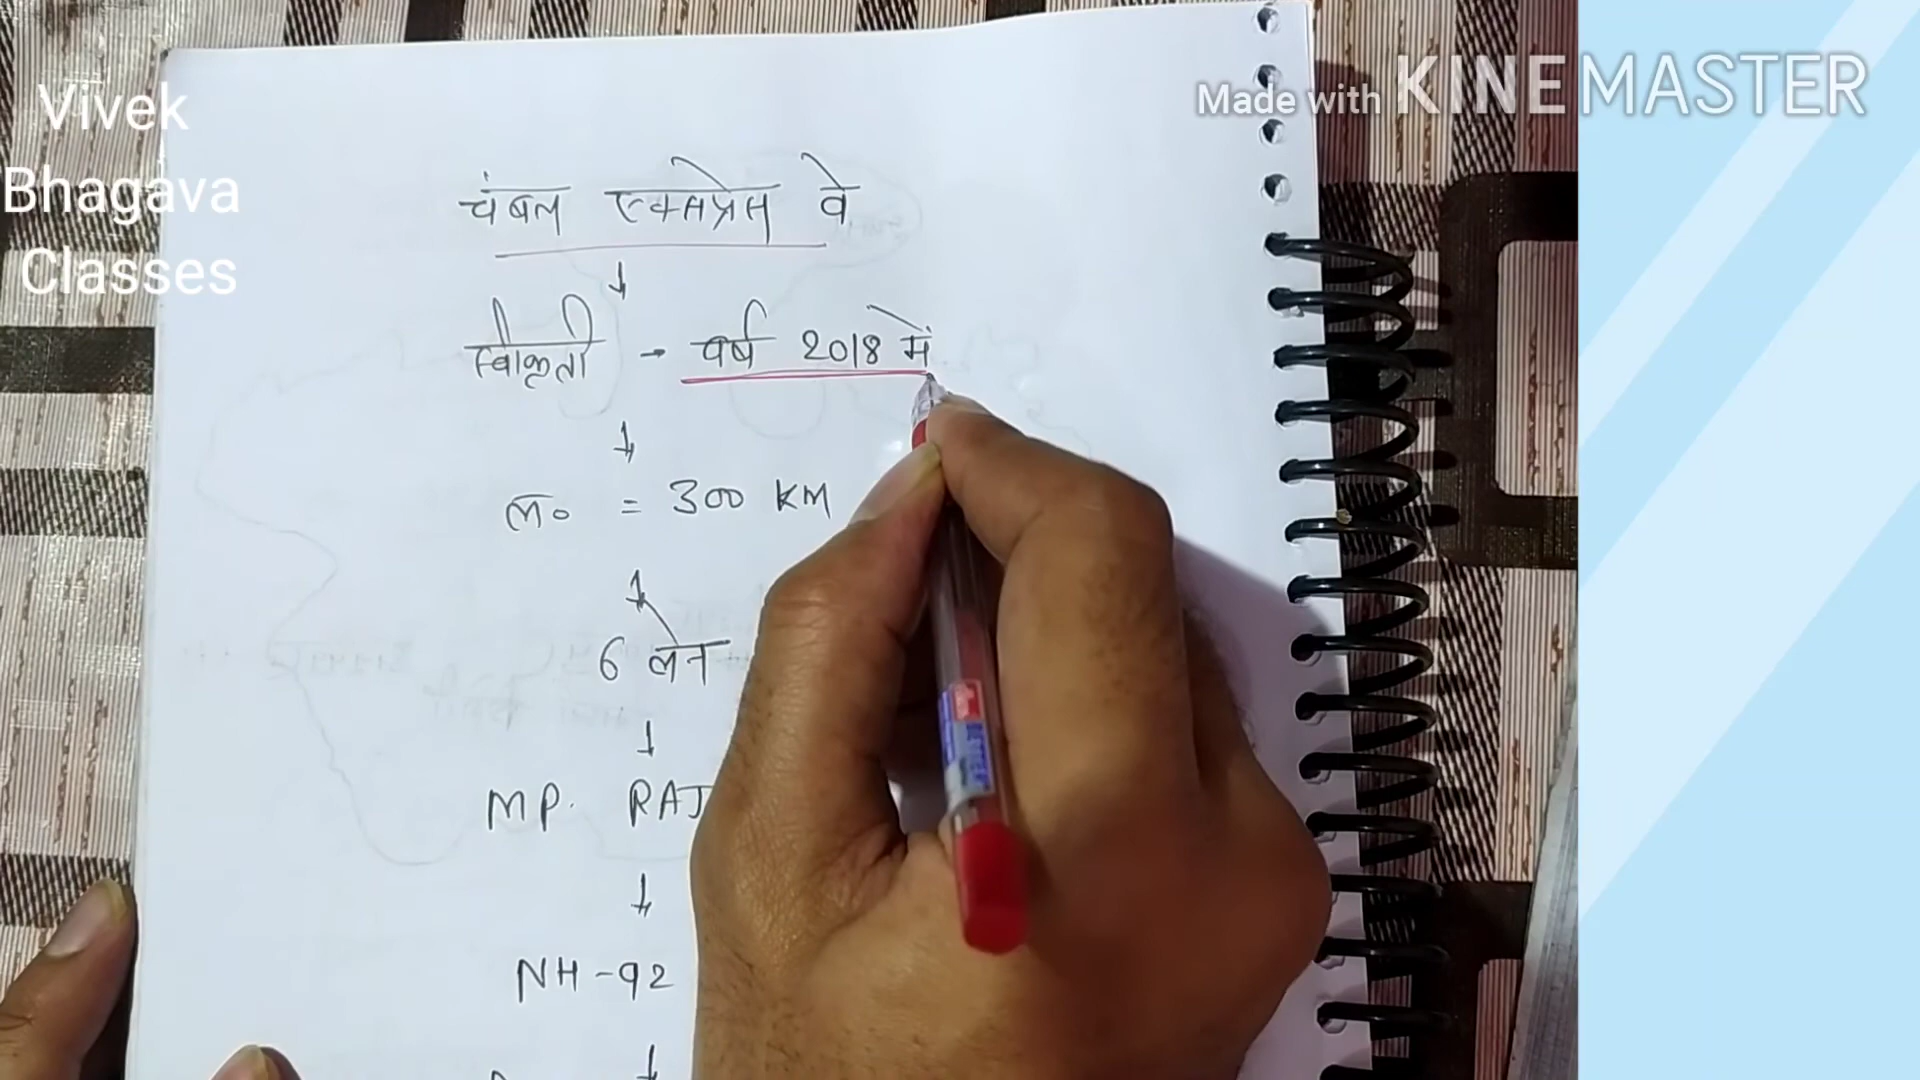 Vivek
Bhagava
Classes
Made with KINEMASTER
चंबल एक्सप्रेस वे
स्वीकृती - वर्ष 2018 में
ल० = 300 KM
6 लेन
MP. RAJ
NH-92